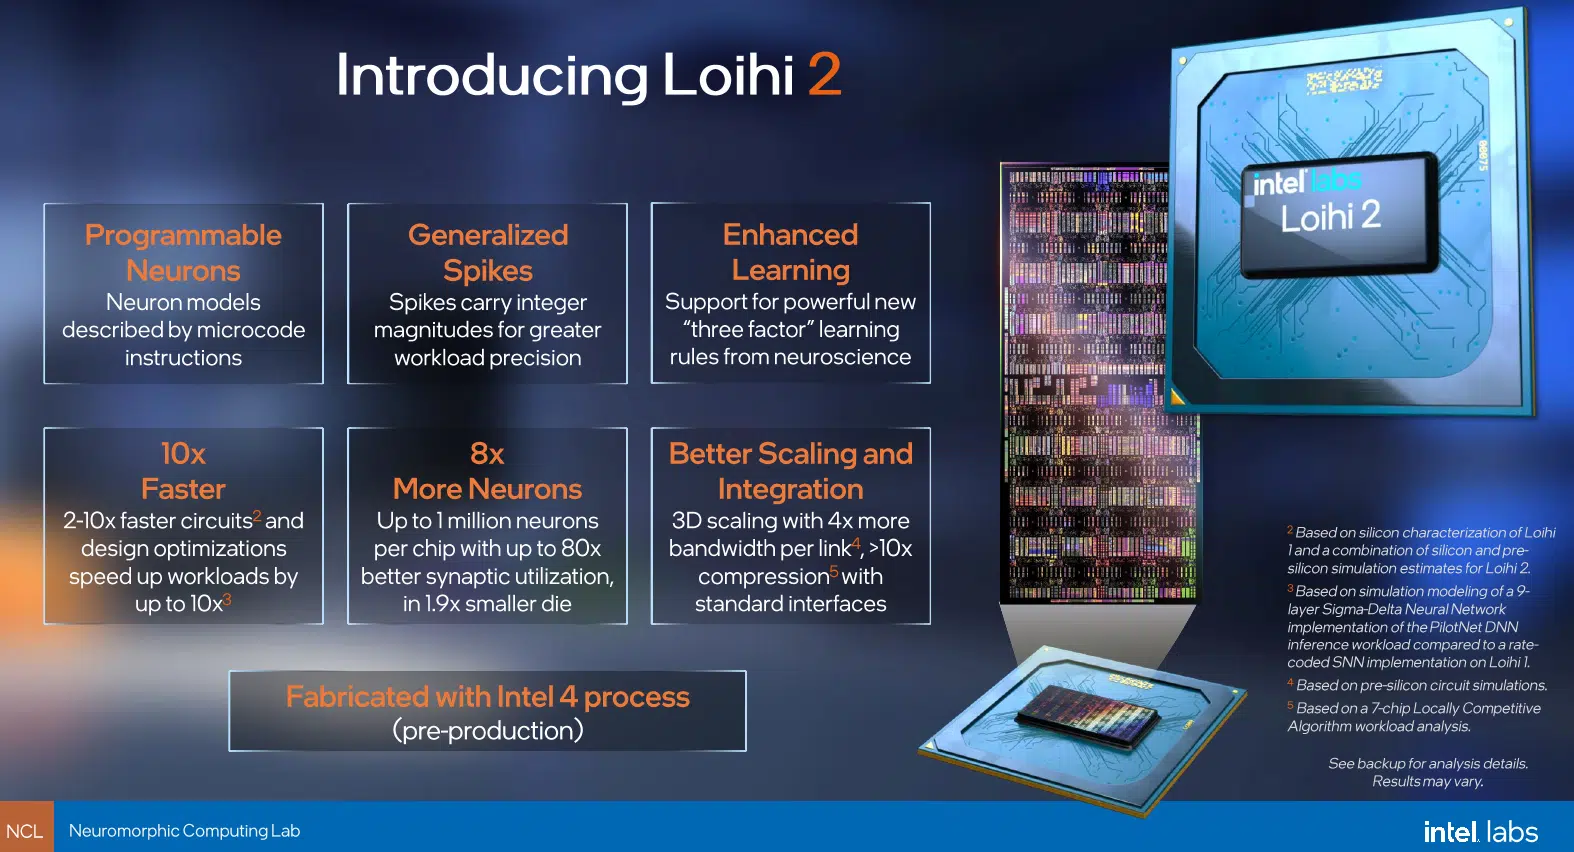 Introducing Loihi 2
Programmable
Neurons
Neuron models
described by microcode
instructions
Generalized
Spikes
Spikes carry integer
magnitudes for greater
workload precision
Enhanced
Learning
Support for powerful new
“three factor” learning
rules from neuroscience
10x
Faster
2-10x faster circuits2 and
design optimizations
speed up workloads by
up to 10x3
8x
More Neurons
Up to 1 million neurons
per chip with up to 80x
better synaptic utilization,
in 1.9x smaller die
Better Scaling and
Integration
3D scaling with 4x more
bandwidth per link4, >10x
compression5 with
standard interfaces
Fabricated with Intel 4 process
(pre-production)
intel labs
Loihi 2
2 Based on silicon characterization of Loihi
1 and a combination of silicon and pre-
silicon simulation estimates for Loihi 2.
3 Based on simulation modeling of a 9-
layer Sigma-Delta Neural Network
implementation of the PilotNet DNN
inference workload compared to a rate-
coded SNN implementation on Loihi 1.
4 Based on pre-silicon circuit simulations.
5 Based on a 7-chip Locally Competitive
Algorithm workload analysis.
See backup for analysis details.
Results may vary.
NCL
Neuromorphic Computing Lab
intel. labs